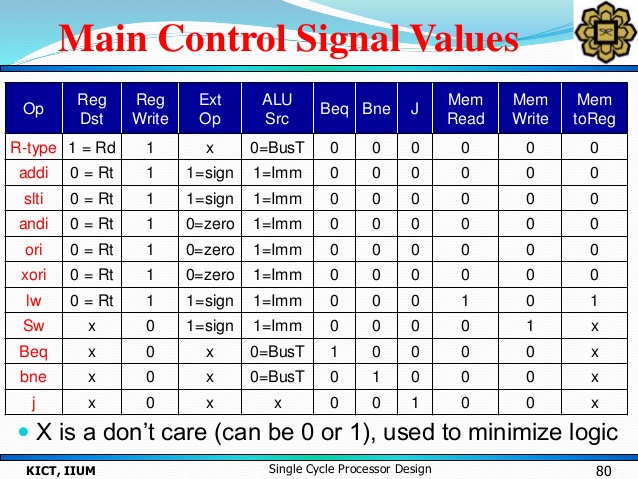 Main Control Signal Values
Op Reg Dst Reg Write Ext Op ALU Src Beq Bne J Mem Read Mem Write Mem toReg
R-type 1 = Rd 1 x 0=BusT 0 0 0 0 0 0
addi 0 = Rt 1 1=sign 1=Imm 0 0 0 0 0 0
slti 0 = Rt 1 1=sign 1=Imm 0 0 0 0 0 0
andi 0 = Rt 1 0=zero 1=Imm 0 0 0 0 0 0
ori 0 = Rt 1 0=zero 1=Imm 0 0 0 0 0 0
xori 0 = Rt 1 0=zero 1=Imm 0 0 0 0 0 0
lw 0 = Rt 1 1=sign 1=Imm 0 0 0 1 0 1
Sw x 0 1=sign 1=Imm 0 0 0 0 1 x
Beq x 0 x 0=BusT 1 0 0 0 0 x
bne x 0 x 0=BusT 0 1 0 0 0 x
j x 0 x x 0 0 1 0 0 x
• X is a don't care (can be 0 or 1), used to minimize logic
KICT, IIUM Single Cycle Processor Design 80